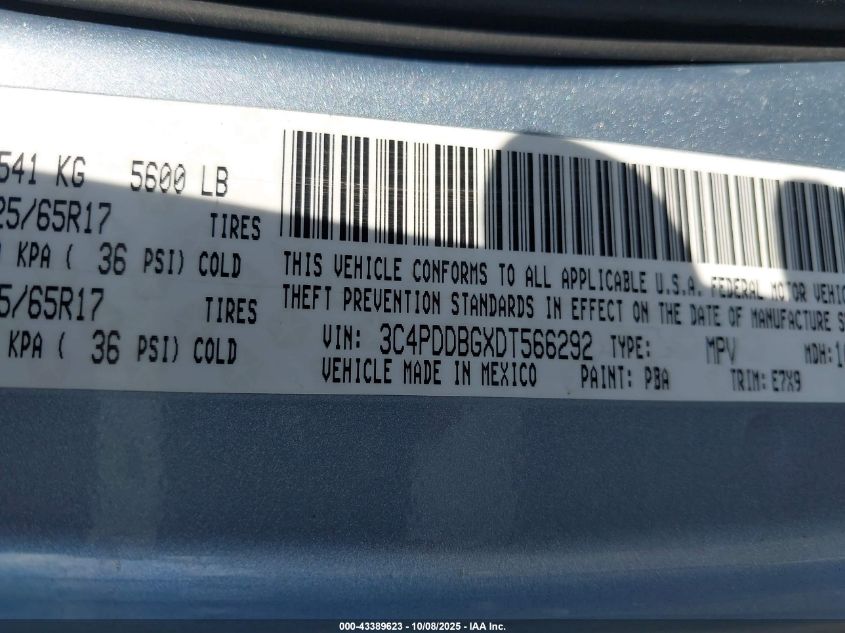 541 KG 5600 LB
25/65R17 TIRES
KPA ( 36 PSI) COLD
5/65R17 TIRES
KPA ( 36 PSI) COLD
THIS VEHICLE CONFORMS TO ALL APPLICABLE U.S.A. FEDERAL MOTOR VEHIC
THEFT PREVENTION STANDARDS IN EFFECT ON THE DATE OF MANUFACTURE S
VIN: 3C4PDDBGXDT566292 TYPE: MPV MDH: 1
VEHICLE MADE IN MEXICO PAINT: PBA TRIM: E7X9
000-43389623 - 10/08/2025 - IAA Inc.